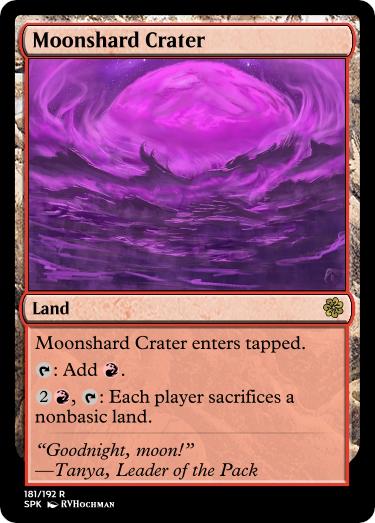 Moonshard Crater
Land
Moonshard Crater enters tapped.
: Add .
2 , : Each player sacrifices a
nonbasic land.
“Goodnight, moon!”
—Tanya, Leader of the Pack
181/192 R
SPK RVHochman